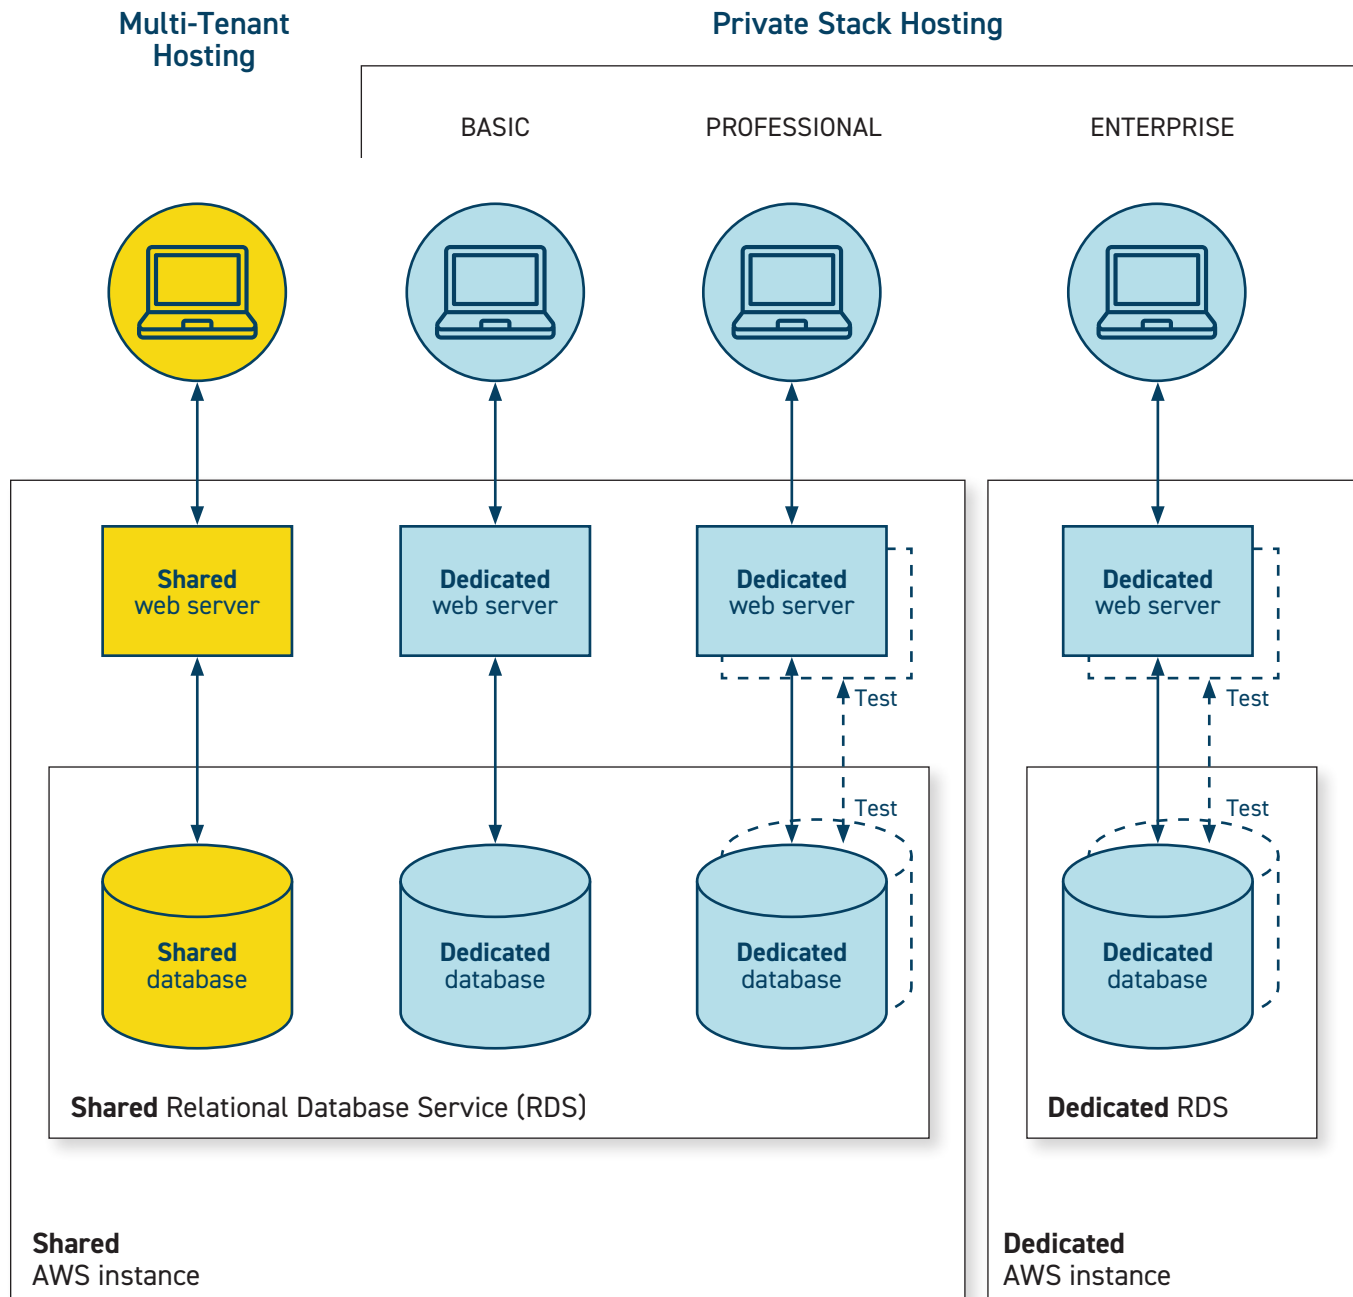 Multi-Tenant
Hosting
Private Stack Hosting
BASIC
PROFESSIONAL
ENTERPRISE
Shared
web server
Dedicated
web server
Dedicated
web server
Dedicated
web server
Test
Test
Test
Test
Shared
database
Dedicated
database
Dedicated
database
Dedicated
database
Shared Relational Database Service (RDS)
Dedicated RDS
Shared
AWS instance
Dedicated
AWS instance